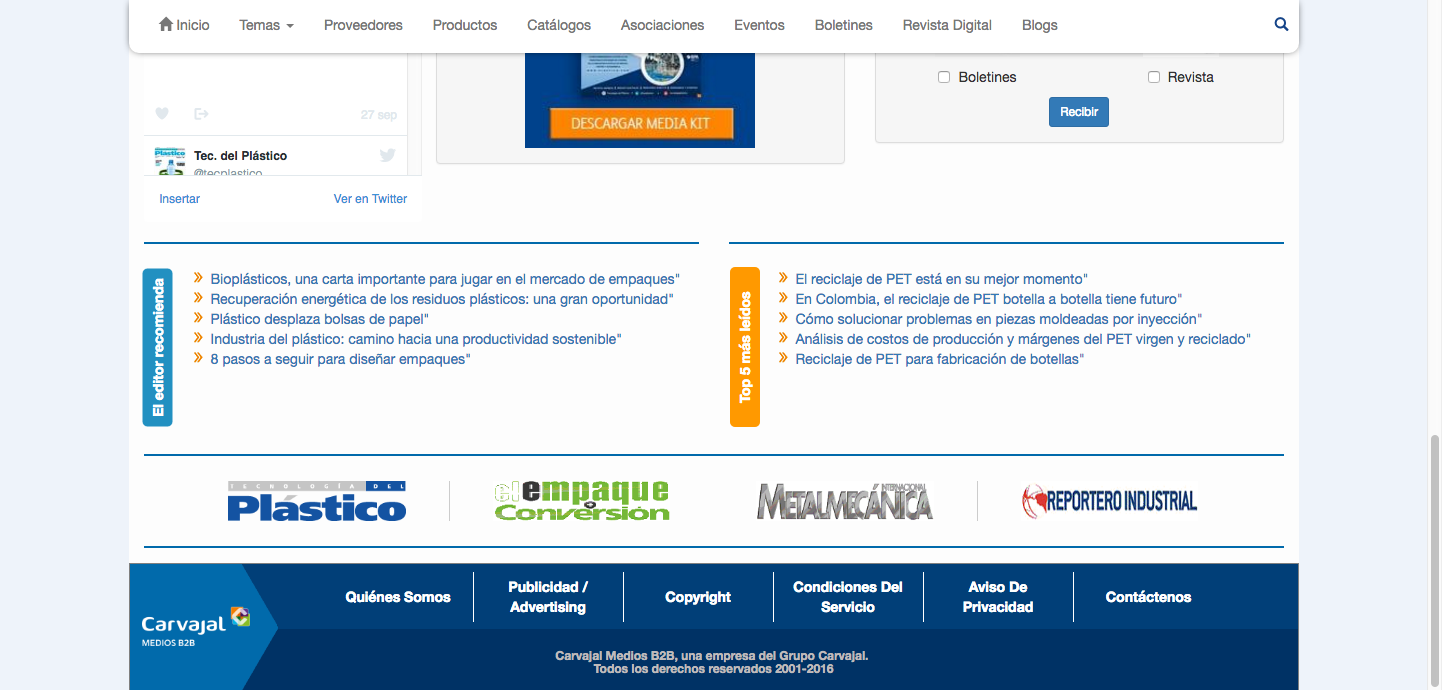 Inicio
Temas
Proveedores
Productos
Catálogos
Asociaciones
Eventos
Boletines
Revista Digital
Blogs
27 sep
Tec. del Plástico
@tecplastico
Insertar
Ver en Twitter
DESCARGAR MEDIA KIT
Boletines
Revista
Recibir
El editor recomienda
Bioplásticos, una carta importante para jugar en el mercado de empaques"
Recuperación energética de los residuos plásticos: una gran oportunidad"
Plástico desplaza bolsas de papel"
Industria del plástico: camino hacia una productividad sostenible"
8 pasos a seguir para diseñar empaques"
Top 5 más leídos
El reciclaje de PET está en su mejor momento"
En Colombia, el reciclaje de PET botella a botella tiene futuro"
Cómo solucionar problemas en piezas moldeadas por inyección"
Análisis de costos de producción y márgenes del PET virgen y reciclado"
Reciclaje de PET para fabricación de botellas"
TECNOLOGÍA DEL
Plástico
el empaque
Conversión
INTERNACIONAL
METALMECÁNICA
REPORTERO INDUSTRIAL
Carvajal
MEDIOS B2B
Quiénes Somos
Publicidad /
Advertising
Copyright
Condiciones Del
Servicio
Aviso De
Privacidad
Contáctenos
Carvajal Medios B2B, una empresa del Grupo Carvajal.
Todos los derechos reservados 2001-2016